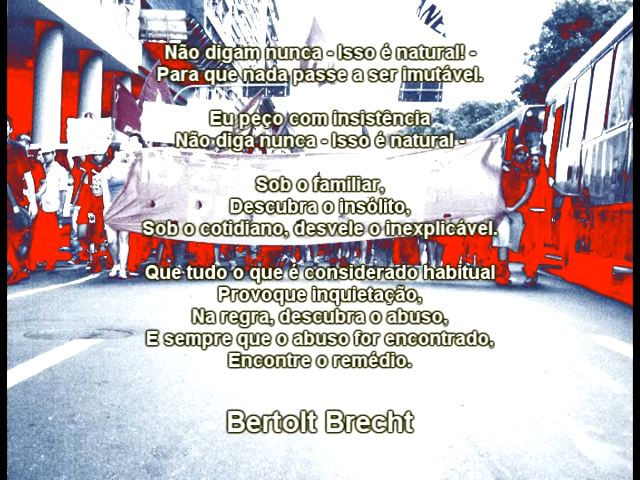 Não digam nunca - Isso é natural! -
Para que nada passe a ser imutável.
Eu peço com insistência
Não diga nunca - Isso é natural -
Sob o familiar,
Descubra o insólito,
Sob o cotidiano, desvele o inexplicável.
Que tudo o que é considerado habitual
Provoque inquietação,
Na regra, descubra o abuso,
E sempre que o abuso for encontrado,
Encontre o remédio.
Bertolt Brecht